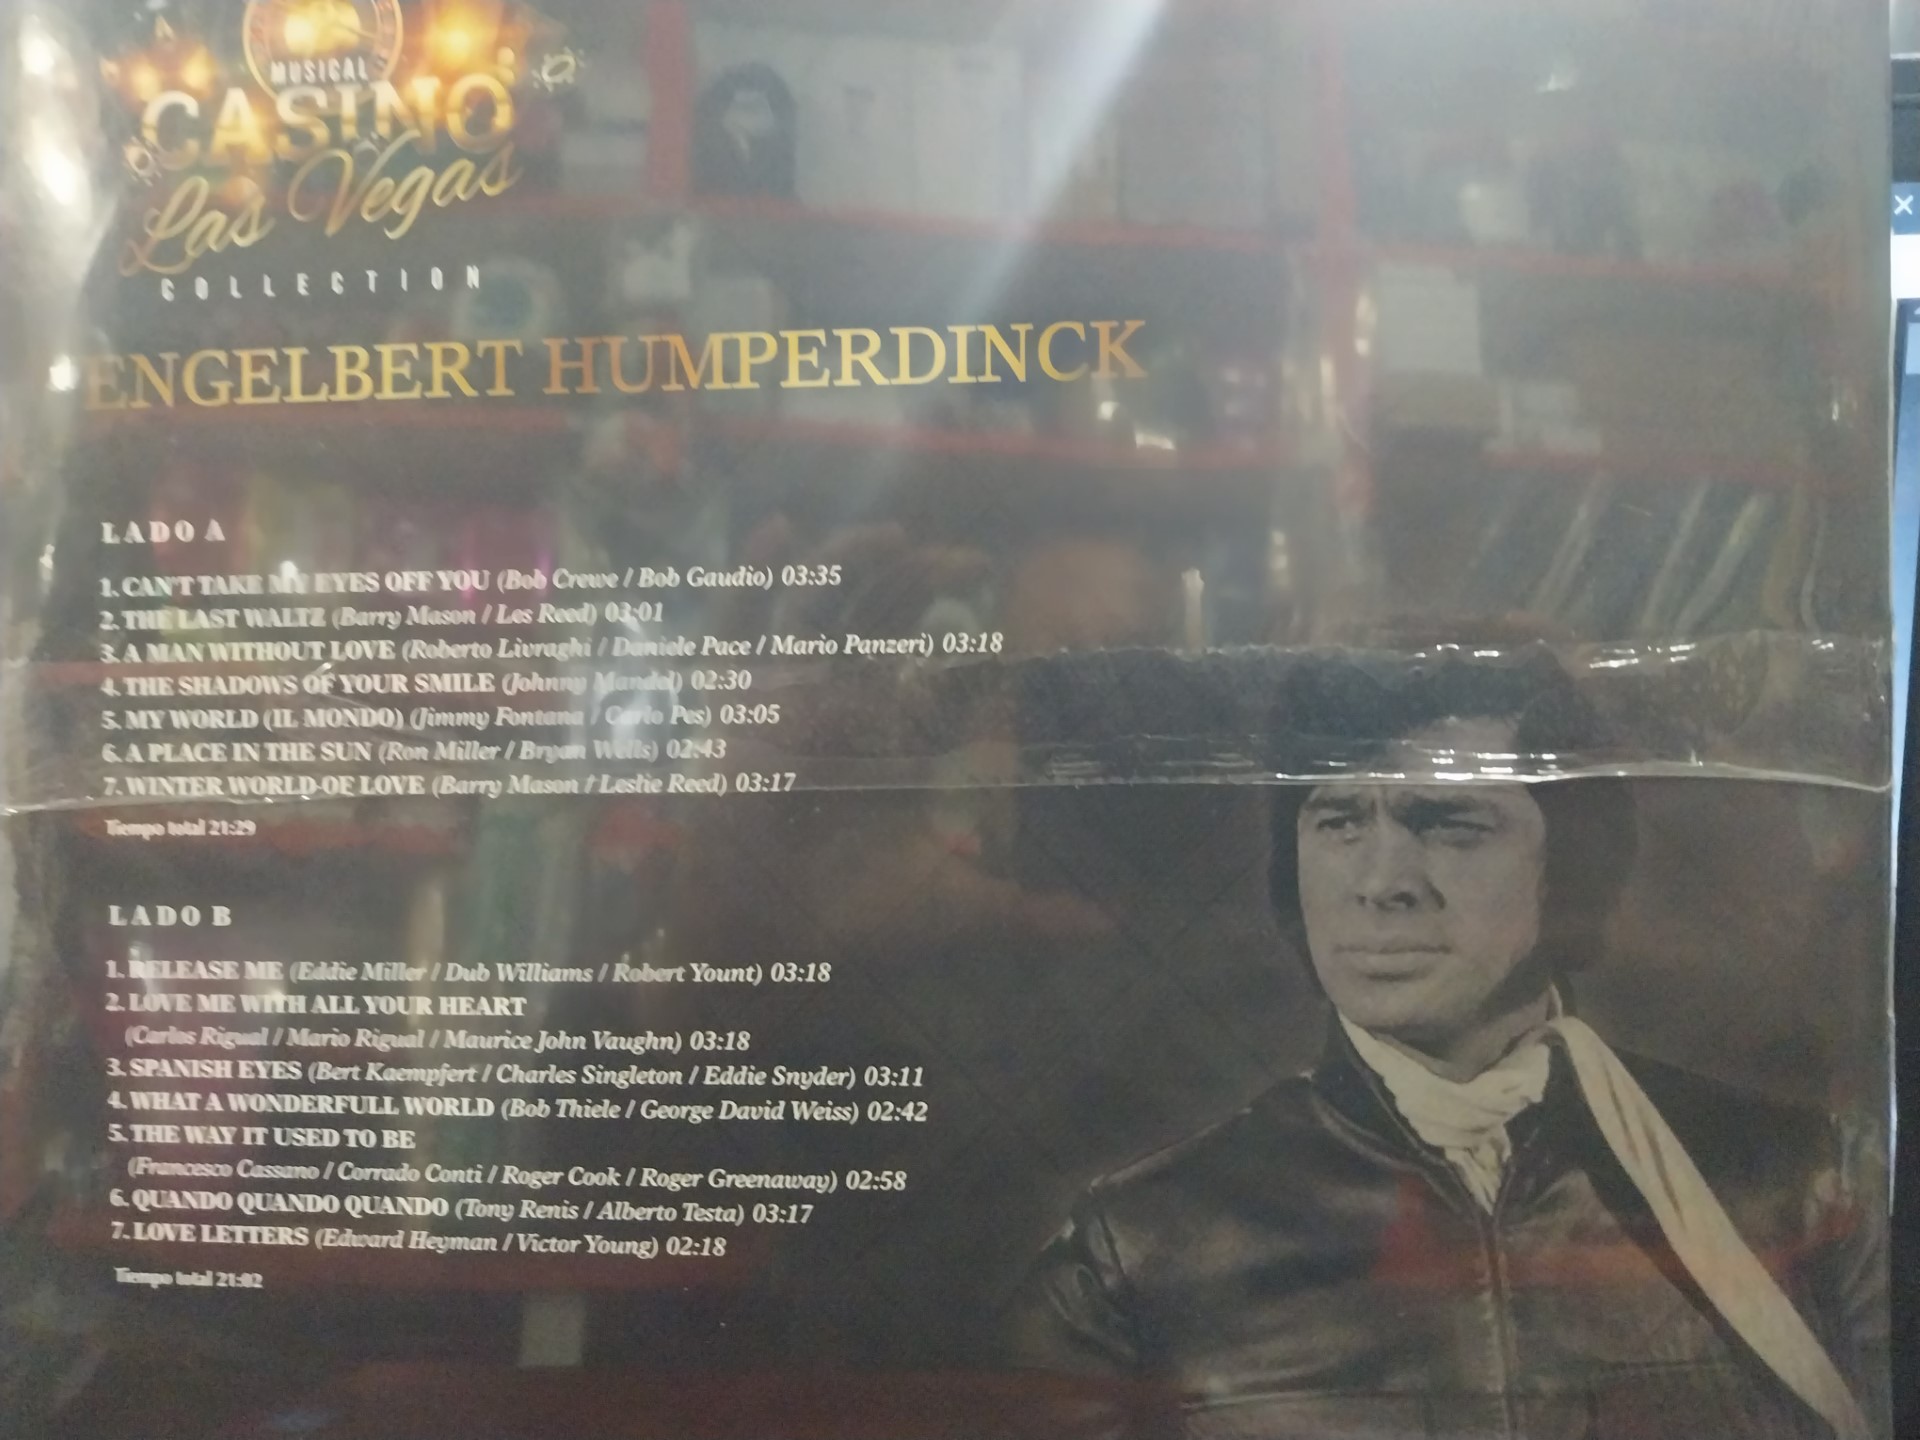 MUSICAL
CASINO
Las Vegas
COLLECTION
ENGELBERT HUMPERDINCK
LADO A
1. CAN'T TAKE MY EYES OFF YOU (Bob Crewe / Bob Gaudio) 03:35
2. THE LAST WALTZ (Barry Mason / Les Reed) 03:01
3. A MAN WITHOUT LOVE (Roberto Livraghi / Daniele Pace / Mario Panzeri) 03:18
4. THE SHADOWS OF YOUR SMILE (Johnny Mandel) 02:30
5. MY WORLD (IL MONDO) (Jimmy Fontana / Carlo Pes) 03:05
6. A PLACE IN THE SUN (Ron Miller / Bryan Wells) 02:43
7. WINTER WORLD OF LOVE (Barry Mason / Leslie Reed) 03:17
Tiempo total 21:29
LADO B
1. RELEASE ME (Eddie Miller / Dub Williams / Robert Yount) 03:18
2. LOVE ME WITH ALL YOUR HEART
(Carlos Rigual / Mario Rigual / Maurice John Vaughn) 03:18
3. SPANISH EYES (Bert Kaempfert / Charles Singleton / Eddie Snyder) 03:11
4. WHAT A WONDERFULL WORLD (Bob Thiele / George David Weiss) 02:42
5. THE WAY IT USED TO BE
(Francesco Cassano / Corrado Conti / Roger Cook / Roger Greenaway) 02:58
6. QUANDO QUANDO QUANDO (Tony Renis / Alberto Testa) 03:17
7. LOVE LETTERS (Edward Heyman / Victor Young) 02:18
Tiempo total 21:02